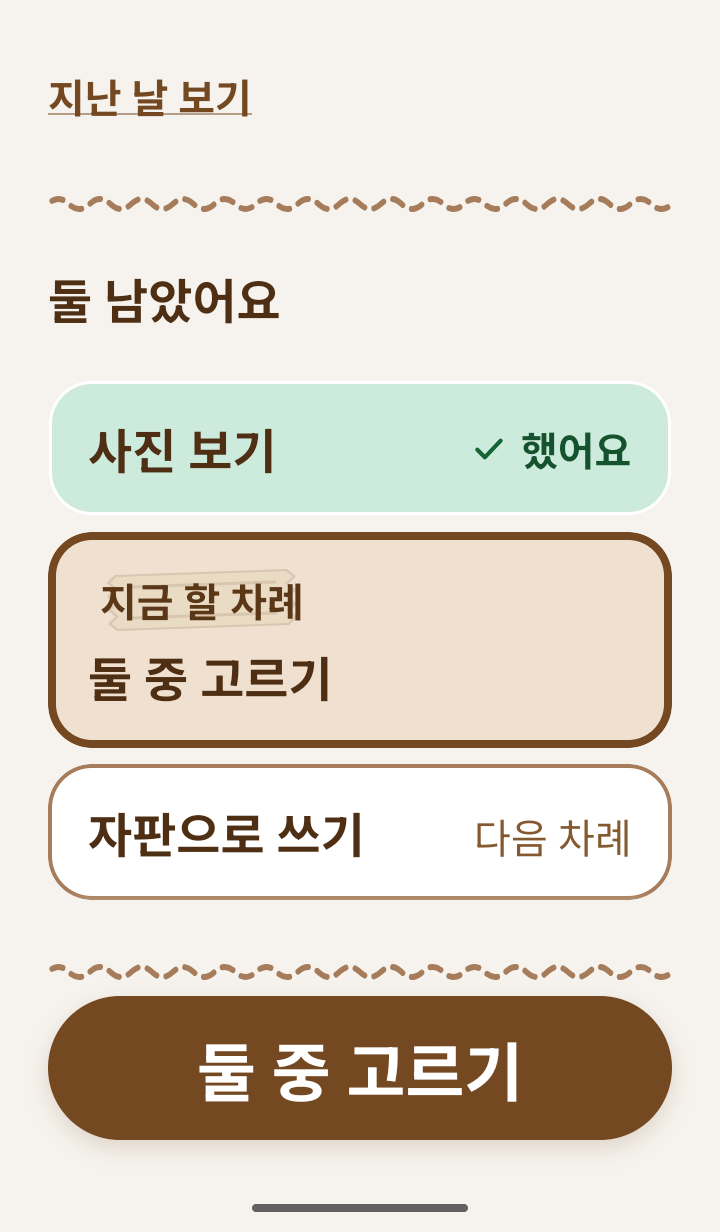 지난 날 보기
둘 남았어요
사진 보기
했어요
지금 할 차례
둘 중 고르기
자판으로 쓰기
다음 차례
둘 중 고르기